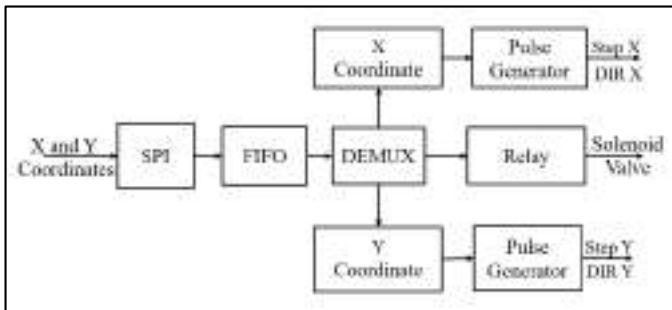 X
Coordinate
Pulse
Generator
Step X
DIR X
X and Y
Coordinates
SPI
FIFO
DEMUX
Relay
Solenoid
Valve
Y
Coordinate
Pulse
Generator
Step Y
DIR Y